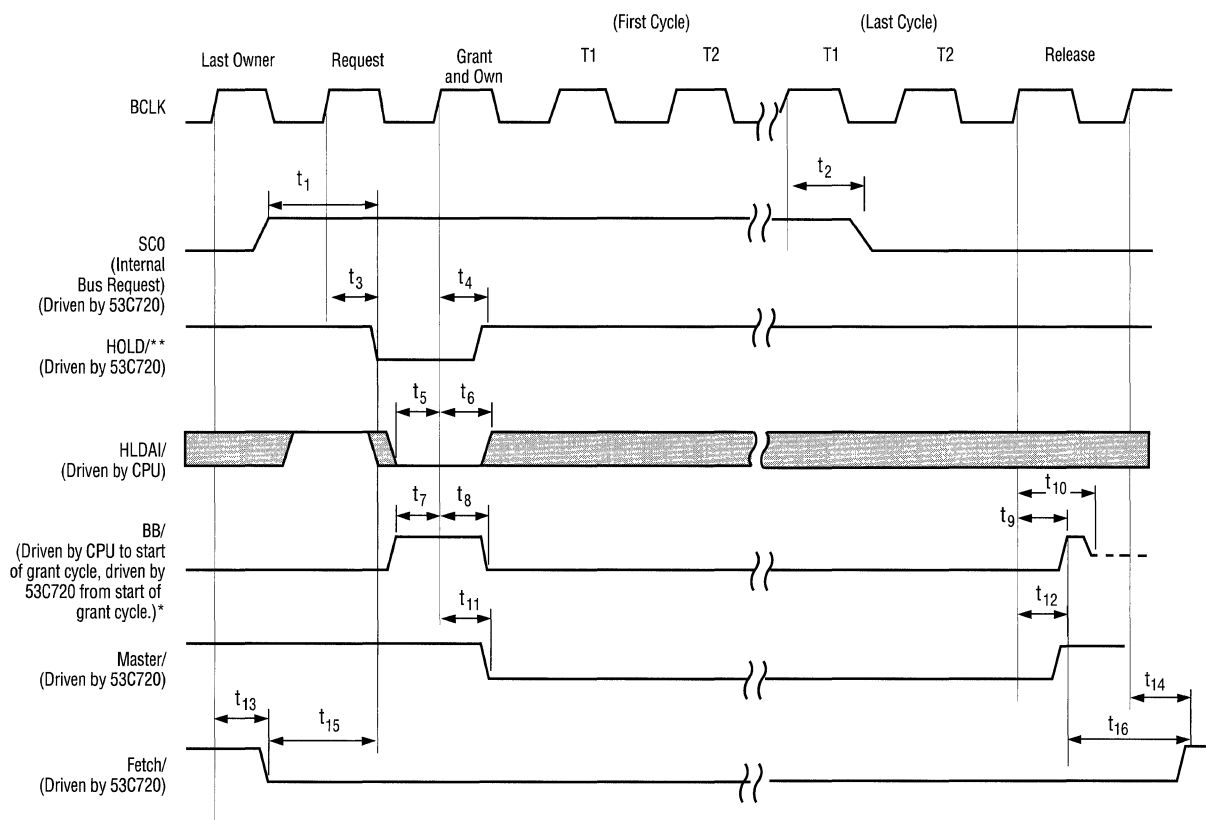 (First Cycle)
(Last Cycle)
Last Owner
Request
Grant
and Own
T1
T2
T1
T2
Release
BCLK
t1
t2
SC0
(Internal
Bus Request)
(Driven by 53C720)
t3
t4
HOLD/**
(Driven by 53C720)
t5
t6
HLDAI/
(Driven by CPU)
t7
t8
t9
t10
BB/
(Driven by CPU to start
of grant cycle, driven by
53C720 from start of
grant cycle.)*
t11
t12
Master/
(Driven by 53C720)
t13
t15
t14
t16
Fetch/
(Driven by 53C720)